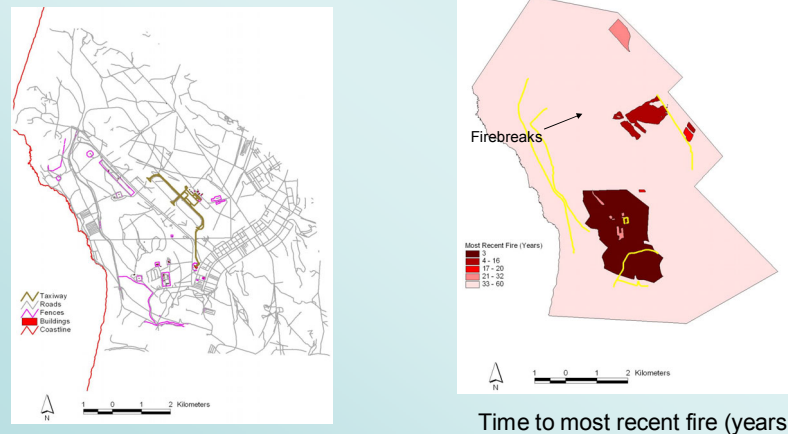 Taxiway
Roads
Fences
Buildings
Coastline
N
1 0 1 2 Kilometers
Firebreaks
Most Recent Fire (Years)
3
4 - 16
17 - 20
21 - 32
33 - 60
N
1 0 1 2 Kilometers
Time to most recent fire (years